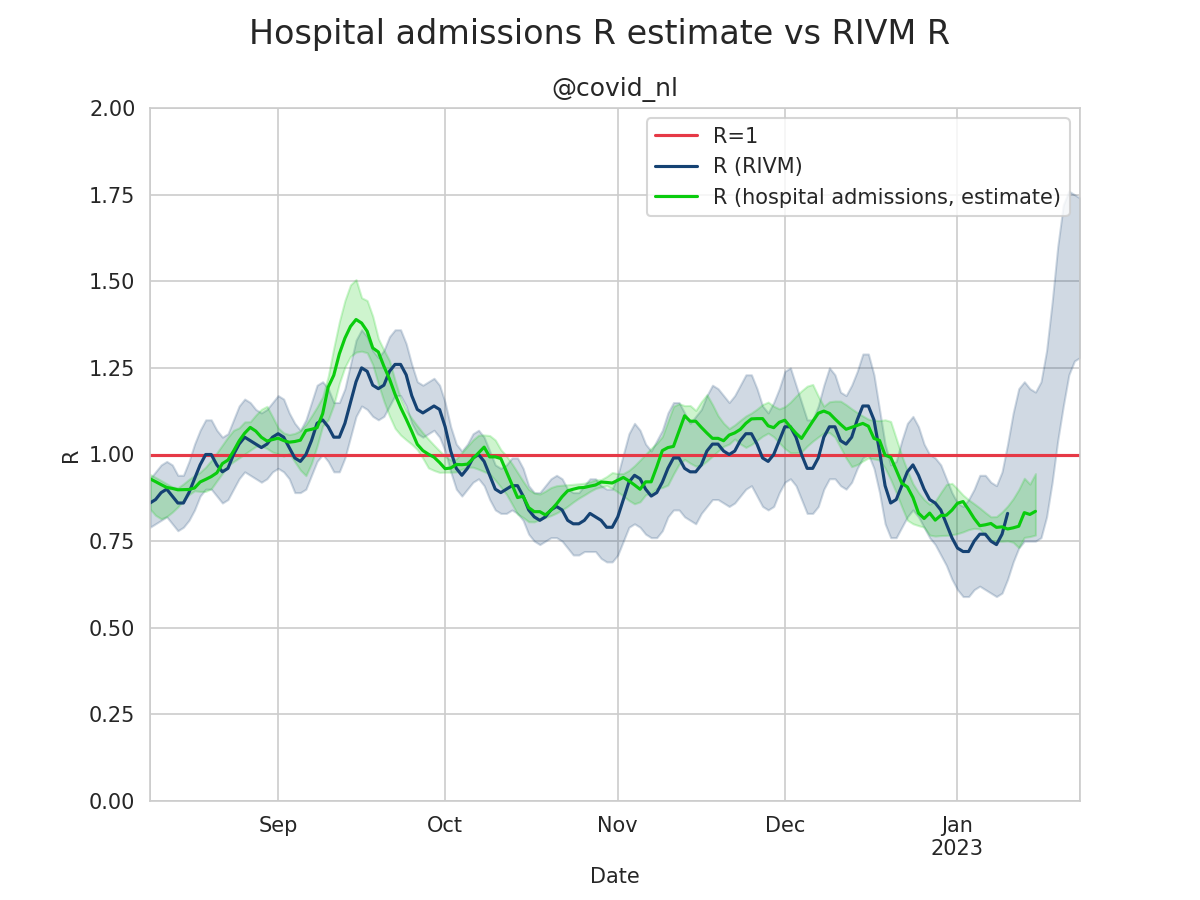 Hospital admissions R estimate vs RIVM R
@covid_nl
R=1
R (RIVM)
R (hospital admissions, estimate)
2.00
1.75
1.50
1.25
1.00
0.75
0.50
0.25
0.00
R
Sep
Oct
Nov
Dec
Jan
2023
Date